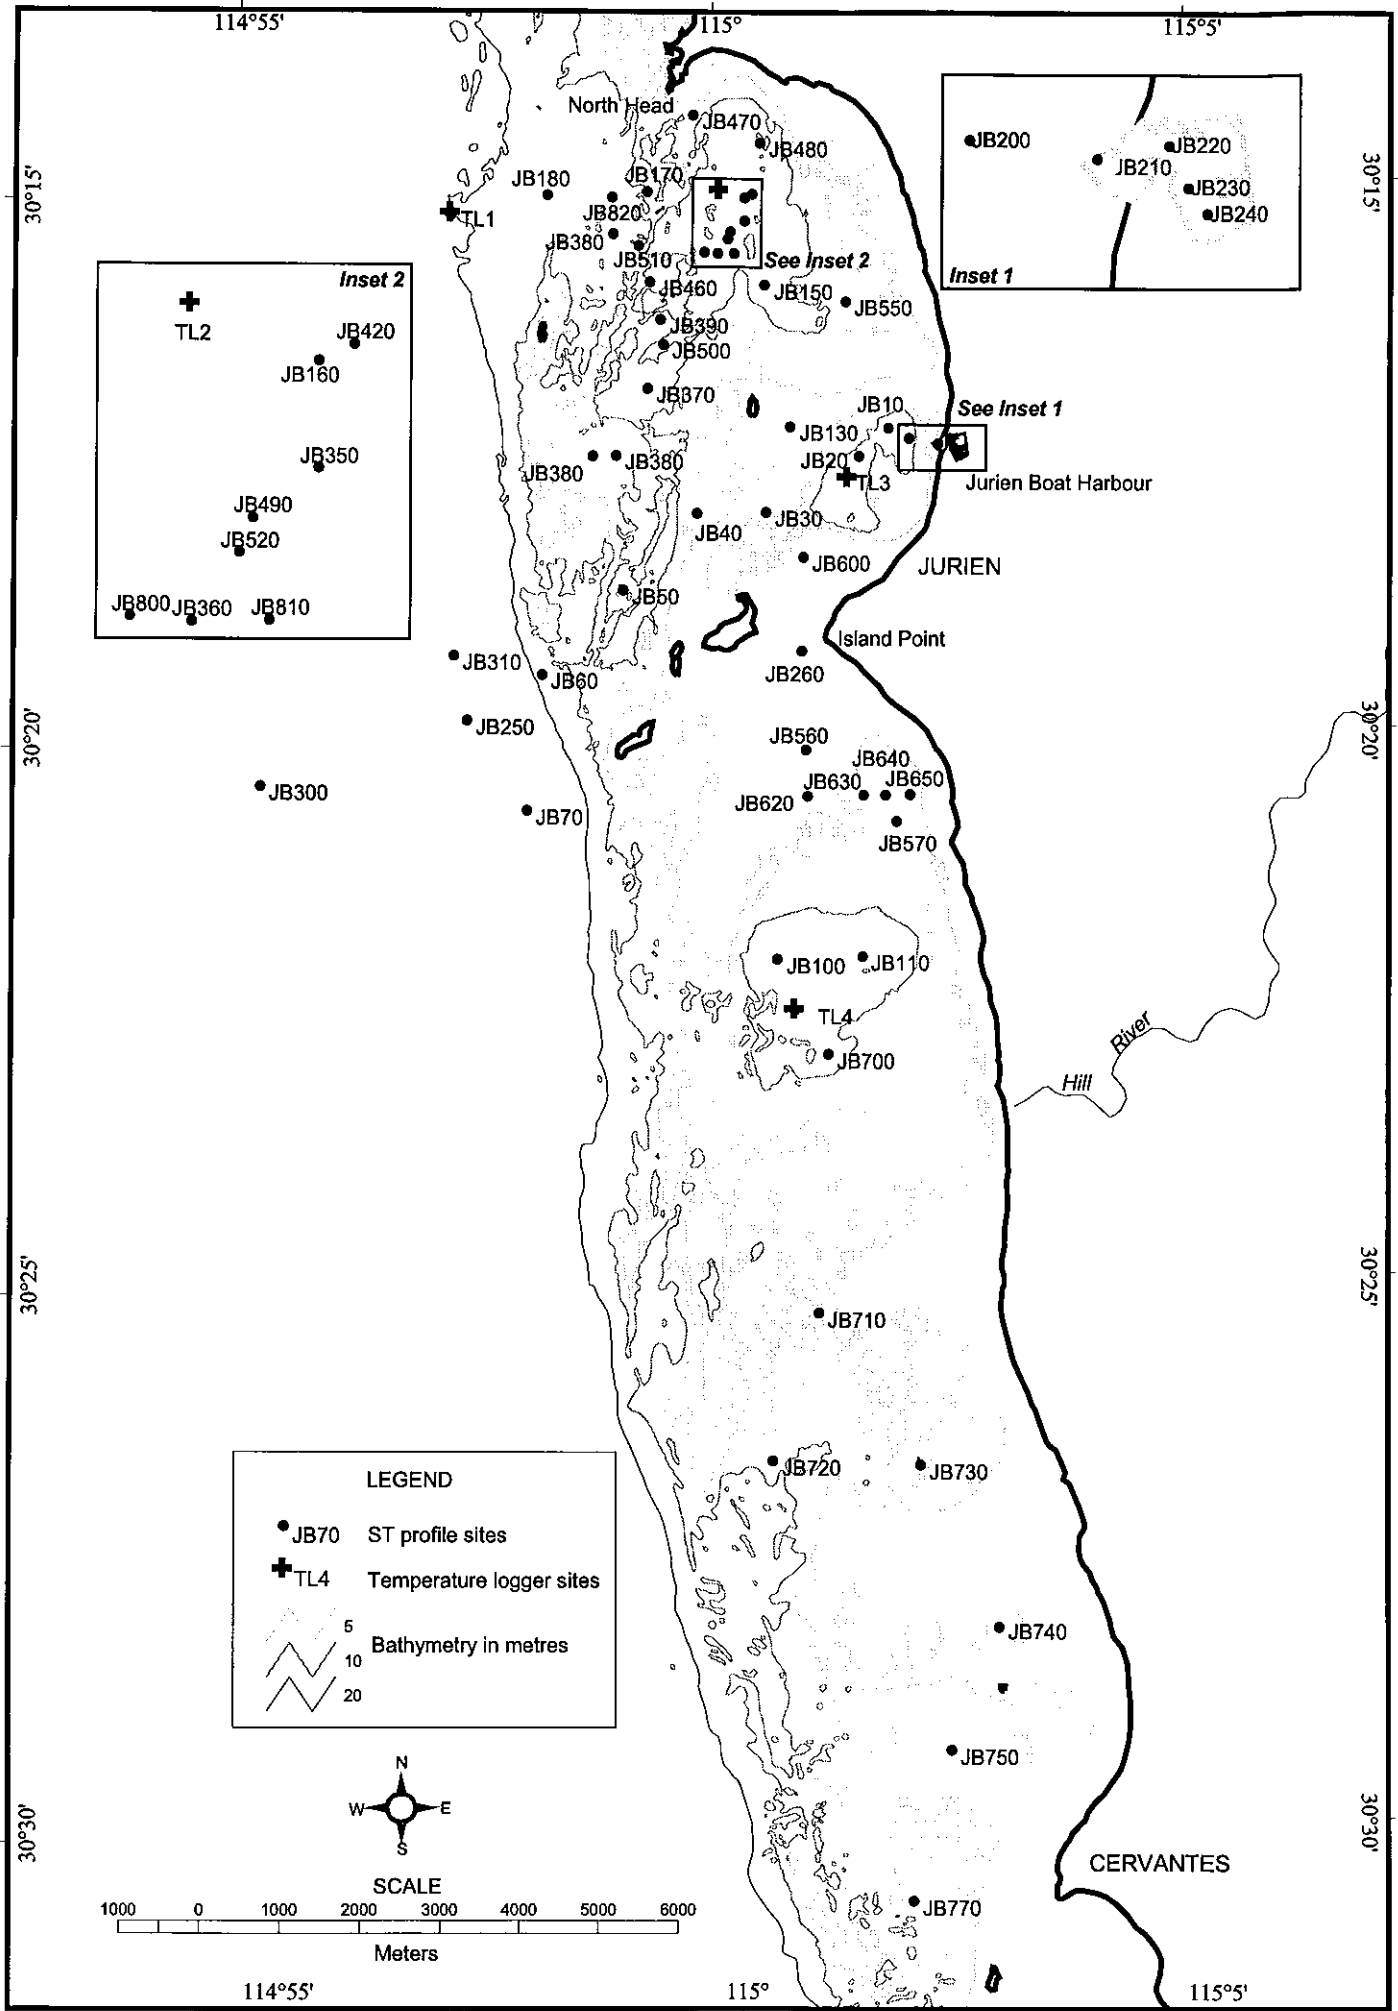 114°55'
115°
115°5'
North Head
JB470
JB480
JB200
JB210
JB220
JB230
JB240
Inset 1
30°15'
30°15'
JB180
JB170
JB820
TL1
JB380
JB510
See Inset 2
JB460
JB150
JB550
JB390
JB500
JB370
Inset 2
TL2
JB420
JB160
JB350
JB490
JB520
JB800
JB360
JB810
JB10
See Inset 1
JB130
JB20
TL3
Jurien Boat Harbour
JB380
JB380
JB40
JB30
JB600
JURIEN
JB50
Island Point
JB260
JB310
JB60
JB250
30°20'
30°20'
JB560
JB640
JB630
JB650
JB620
JB300
JB70
JB570
JB100
JB110
TL4
JB700
River
Hill
30°25'
30°25'
JB710
JB720
JB730
LEGEND
JB70 ST profile sites
TL4 Temperature logger sites
5
Bathymetry in metres
10
20
JB740
JB750
N
W E
S
30°30'
30°30'
CERVANTES
SCALE
1000 0 1000 2000 3000 4000 5000 6000
Meters
JB770
114°55'
115°
115°5'